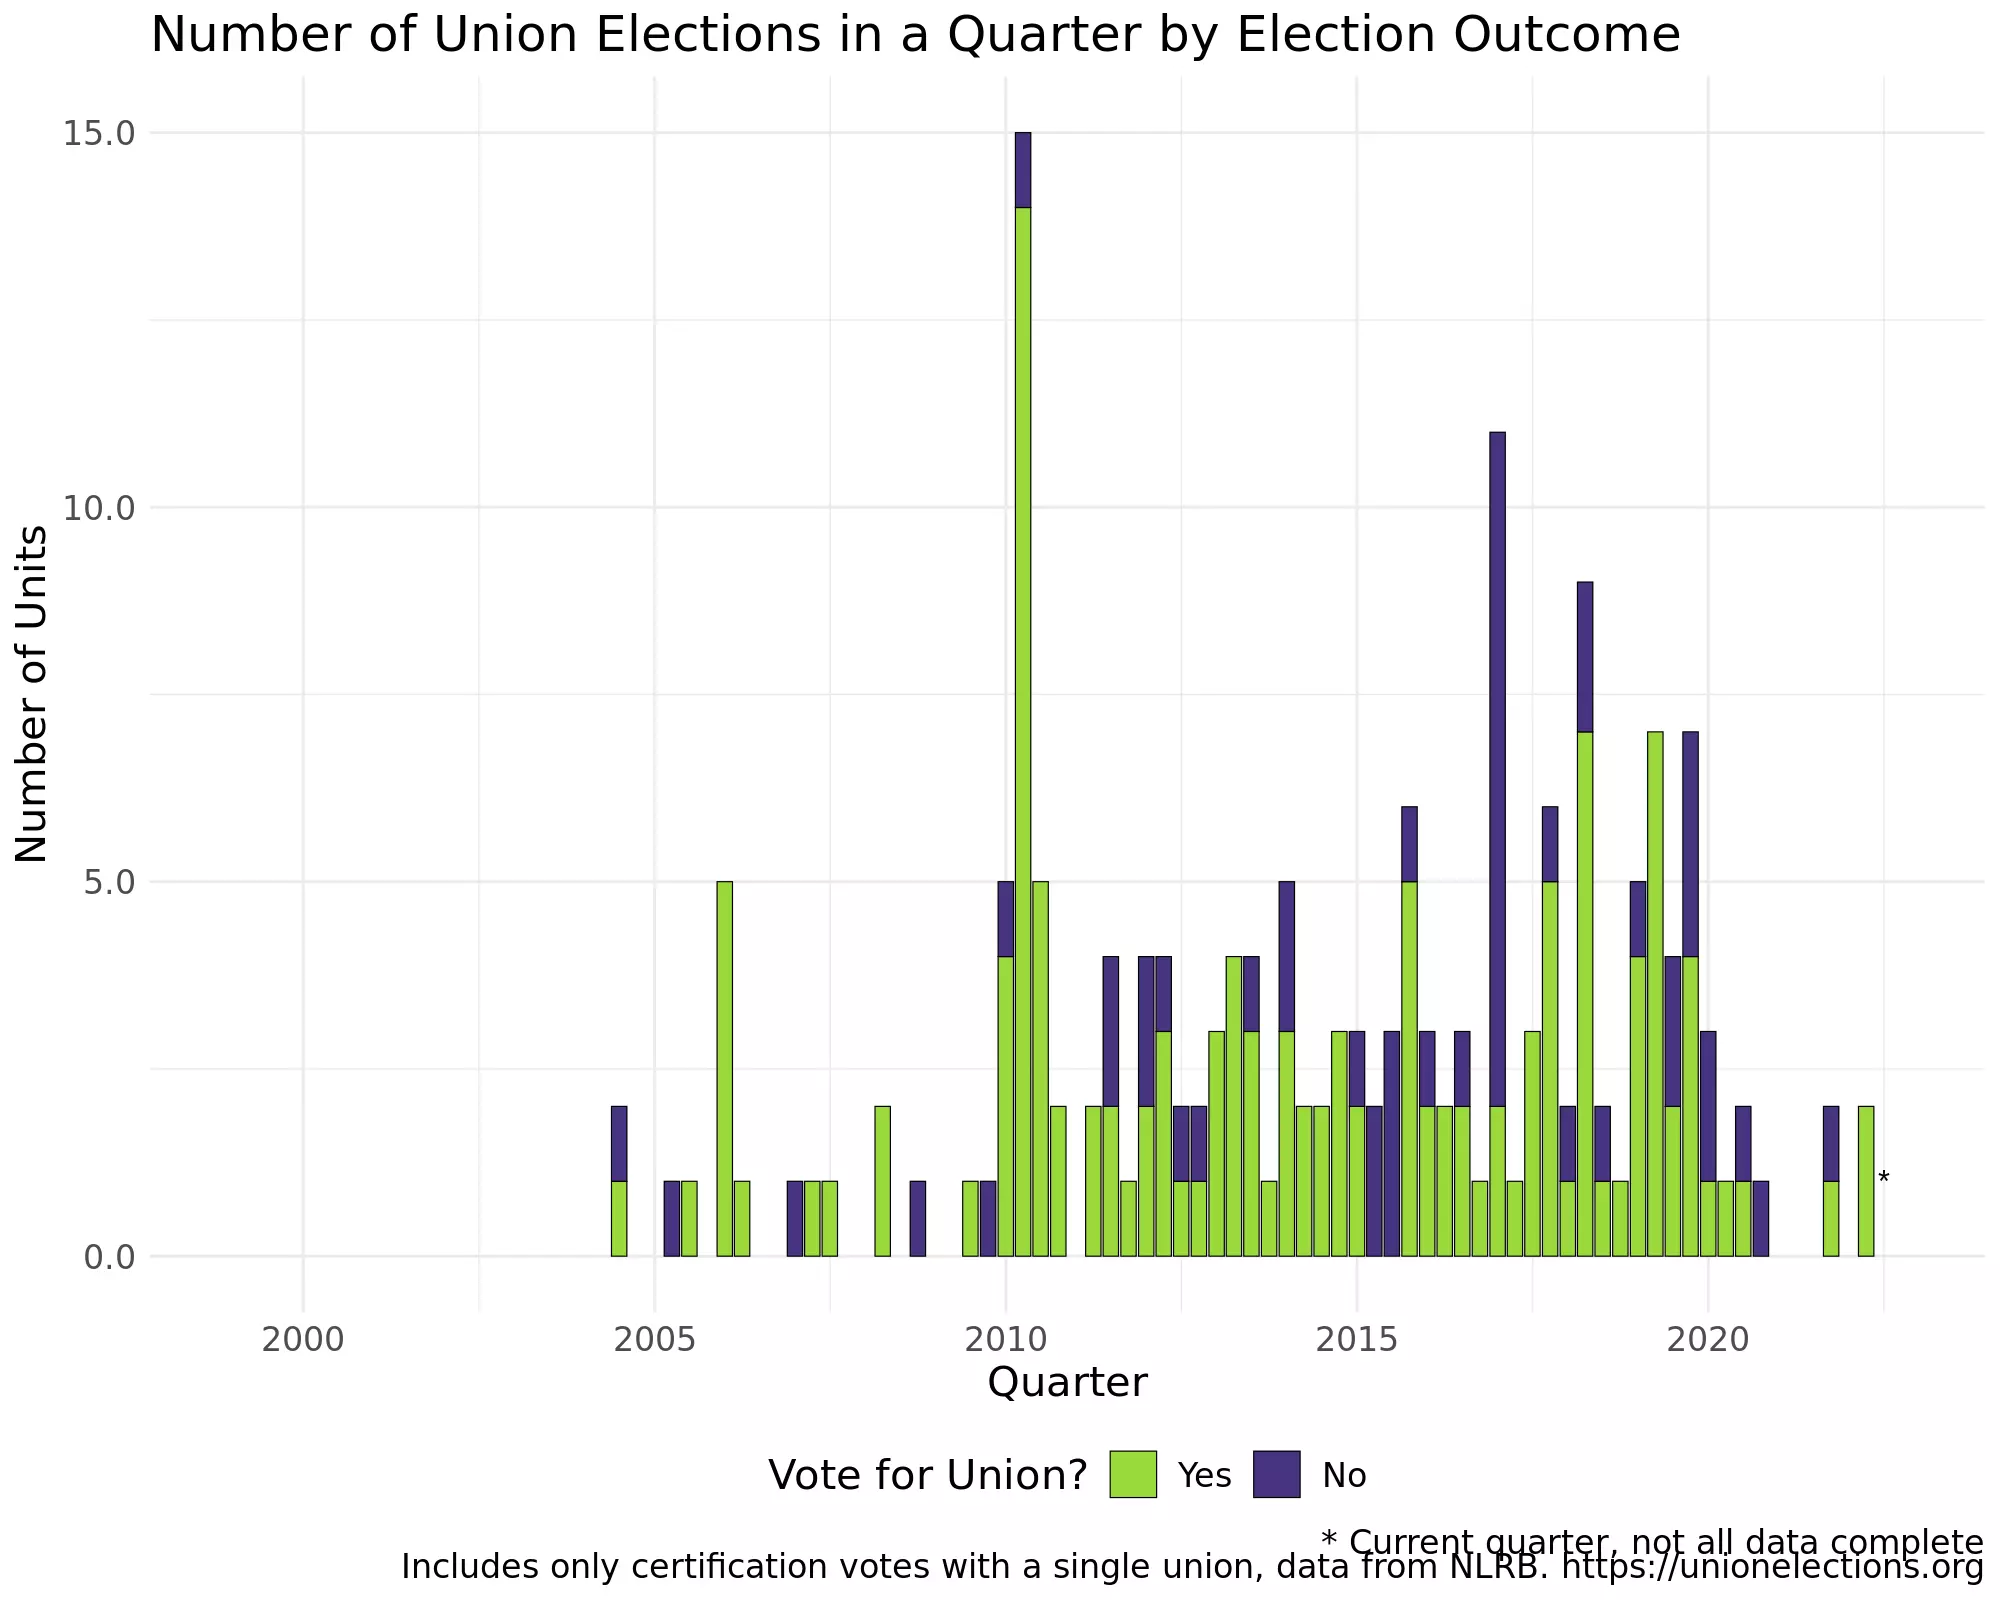 Number of Union Elections in a Quarter by Election Outcome
15.0
10.0
5.0
0.0
Number of Units
*
2000 2005 2010 2015 2020
Quarter
Vote for Union? Yes No
* Current quarter, not all data complete
Includes only certification votes with a single union, data from NLRB. https://unionelections.org